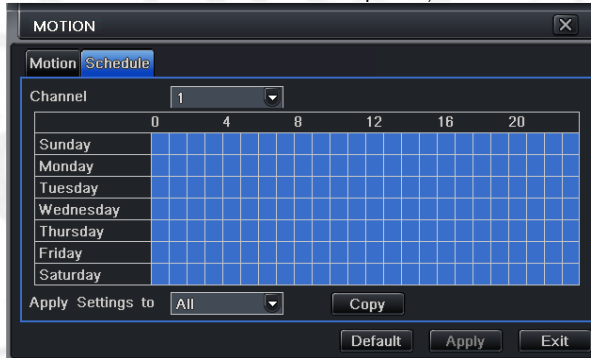 MOTION
Motion Schedule
Channel 1
0 4 8 12 16 20
Sunday
Monday
Tuesday
Wednesday
Thursday
Friday
Saturday
Apply Settings to All Copy
Default Apply Exit